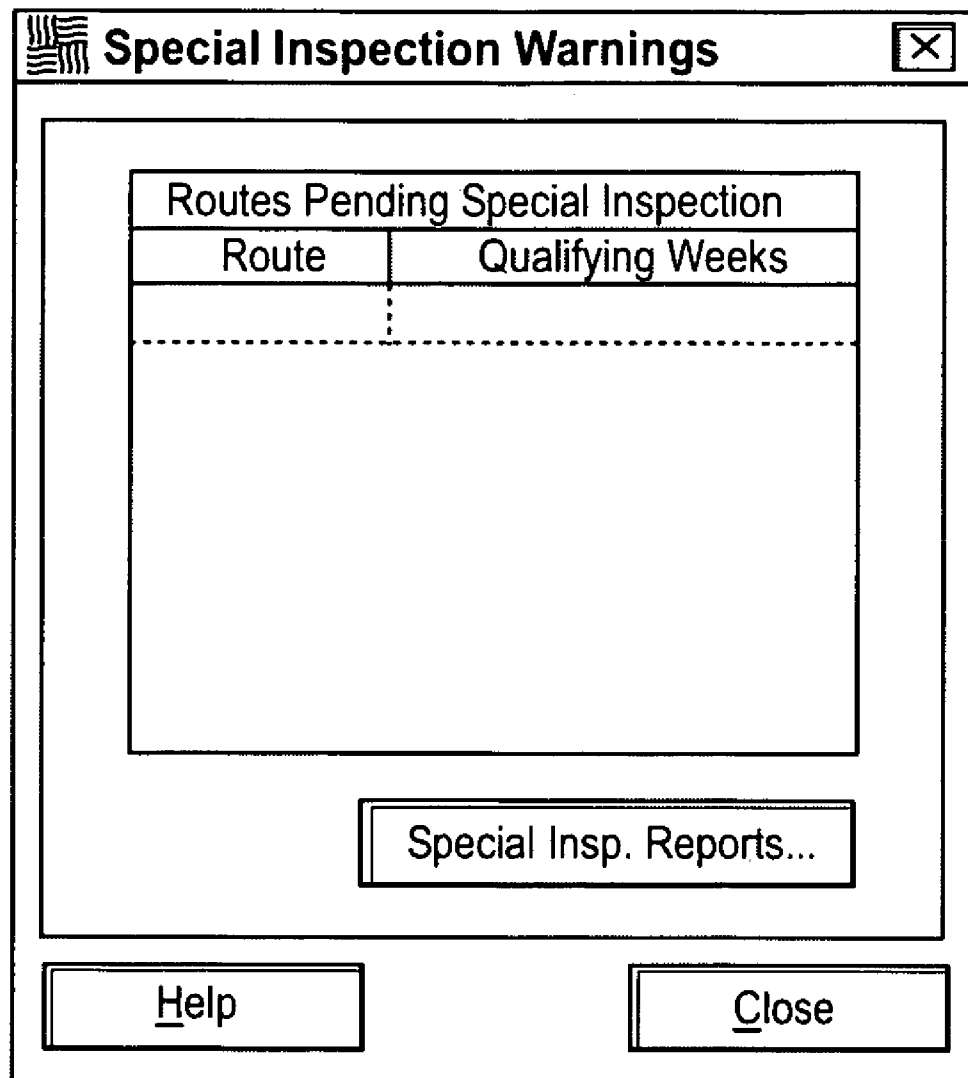 Special Inspection Warnings
Routes Pending Special Inspection
Route Qualifying Weeks
Special Insp. Reports...
Help Close